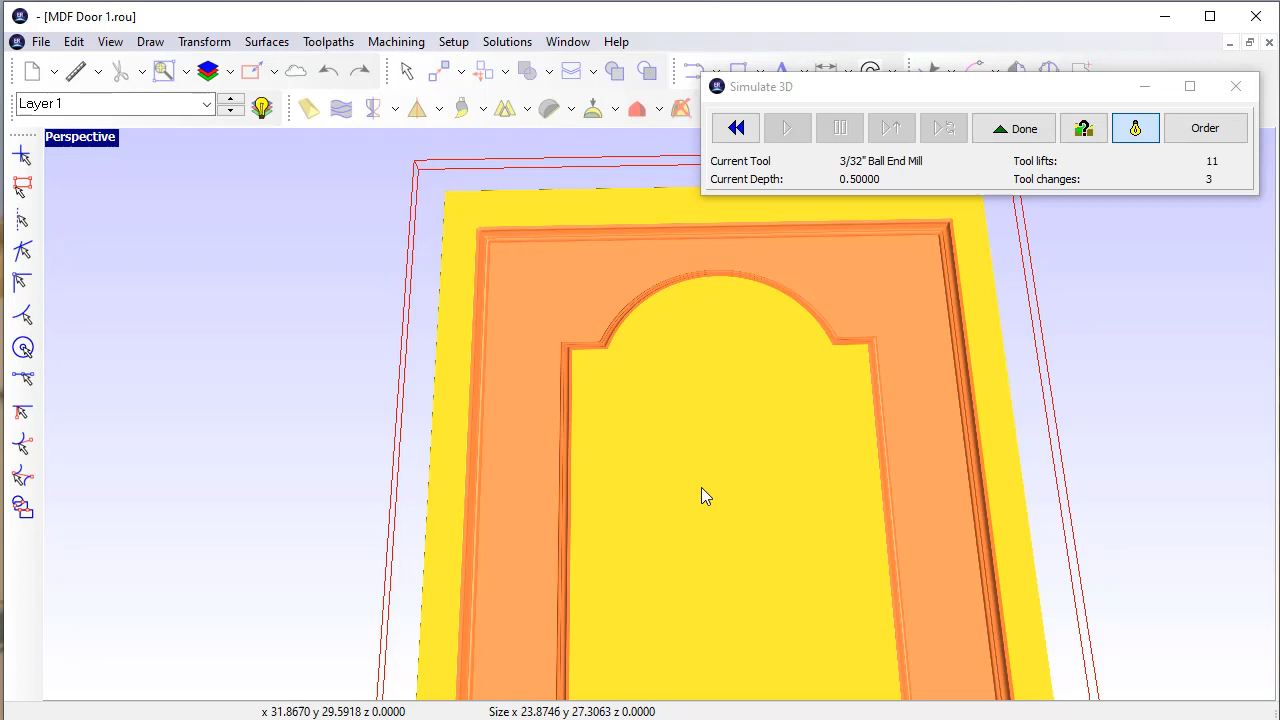 - [MDF Door 1.rou]
File Edit View Draw Transform Surfaces Toolpaths Machining Setup Solutions Window Help
Layer 1
Perspective
Simulate 3D
Done
Order
Current Tool 3/32" Ball End Mill Tool lifts: 11
Current Depth: 0.50000 Tool changes: 3
x 31.8670 y 29.5918 z 0.0000 Size x 23.8746 y 27.3063 z 0.0000